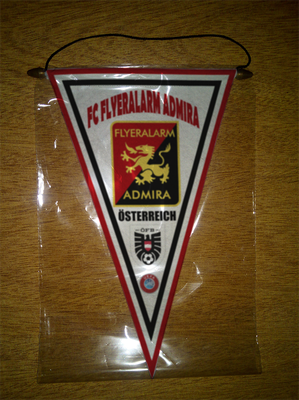 FC FLYERALARM ADMIRA
FLYERALARM
ADMIRA
ÖSTERREICH
ÖFB